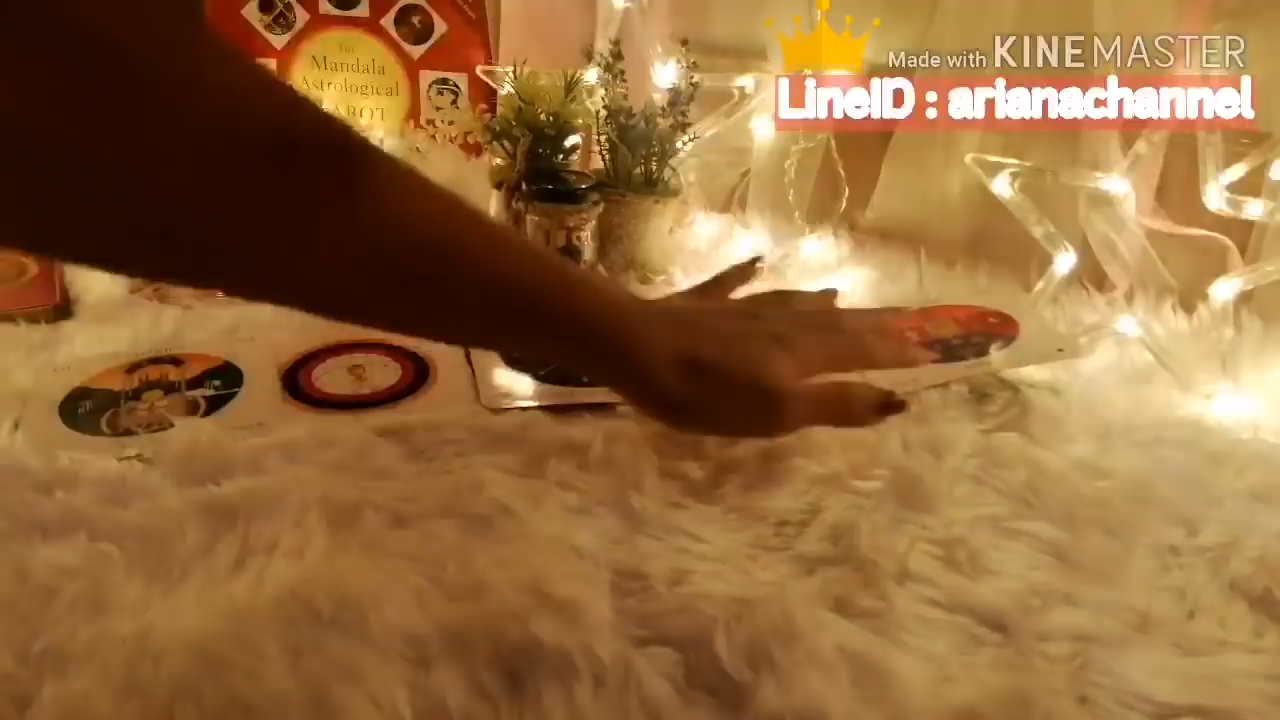 The
Mandala
Astrological
TAROT
Made with KINEMASTER
LineID : arianachannel